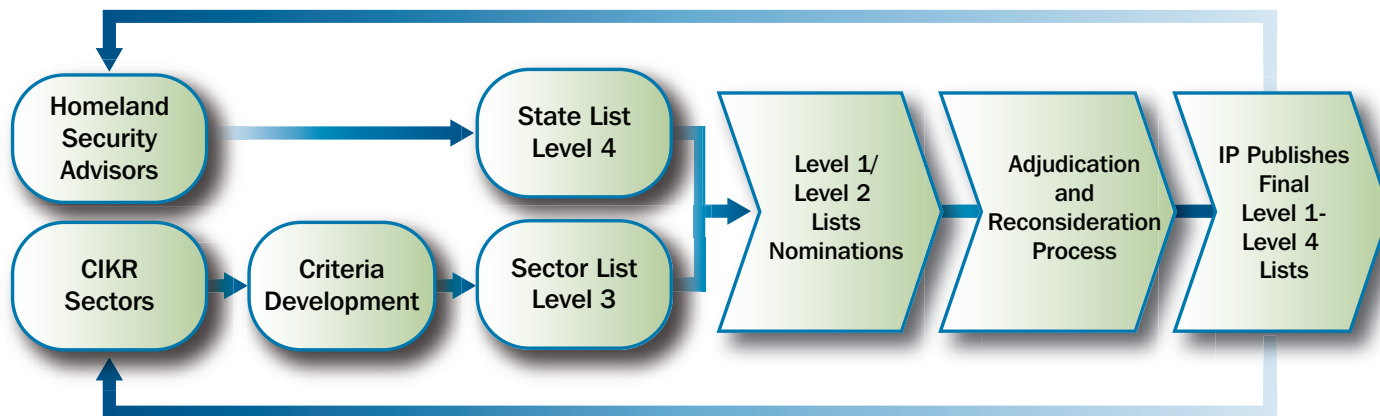 Homeland
Security
Advisors
State List
Level 4
CIKR
Sectors
Criteria
Development
Sector List
Level 3
Level 1/
Level 2
Lists
Nominations
Adjudication
and
Reconsideration
Process
IP Publishes
Final
Level 1-
Level 4
Lists